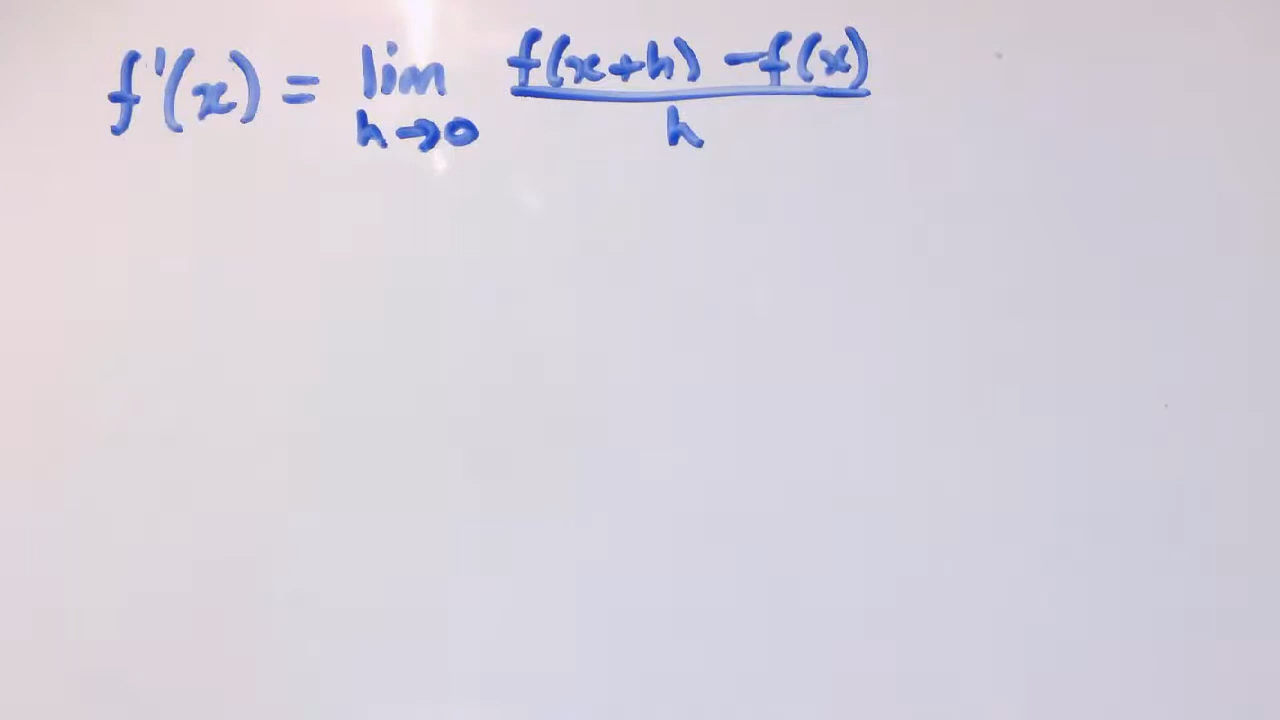 f'(x) = lim h→0 f(x+h) - f(x) / h